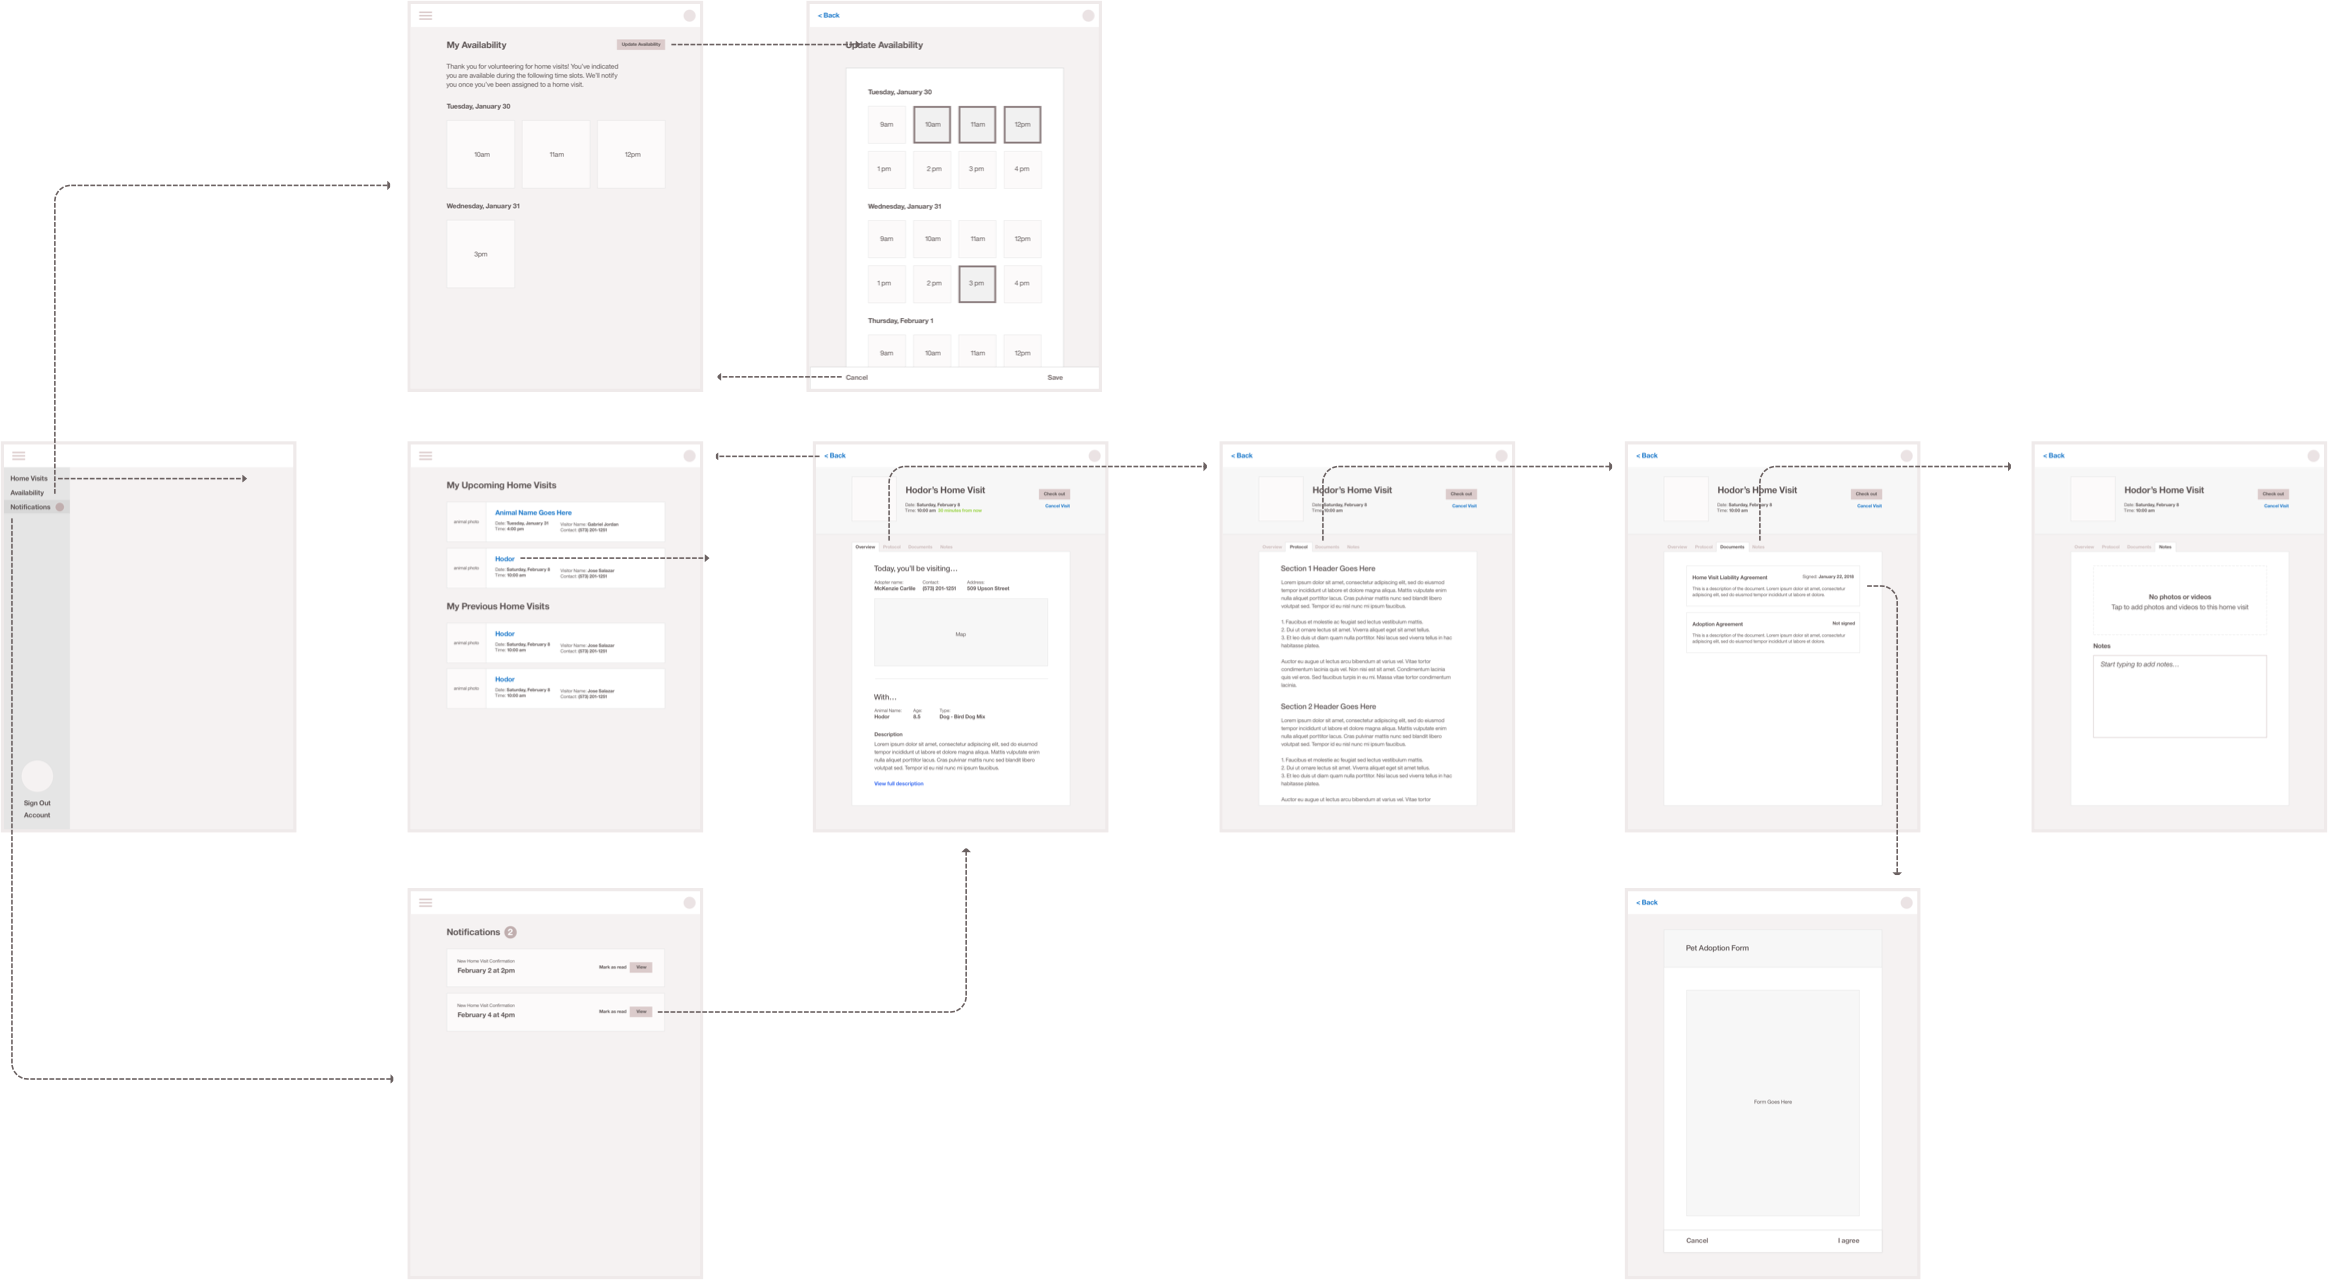 My Availability
Update Availability
Thank you for volunteering for home visits! You've indicated
you are available during the following time slots. We'll notify
you once you've been assigned to a home visit.
Tuesday, January 30
10am 11am 12pm
Wednesday, January 31
3pm
< Back
Update Availability
Tuesday, January 30
9am 10am 11am 12pm
1 pm 2 pm 3 pm 4 pm
Wednesday, January 31
9am 10am 11am 12pm
1 pm 2 pm 3 pm 4 pm
Thursday, February 1
9am 10am 11am 12pm
Cancel Save
Home Visits
Availability
Notifications
Sign Out
Account
My Upcoming Home Visits
animal photo
Animal Name Goes Here
Date: Tuesday, January 31 Visitor Name: Gabriel Jordan
Time: 4:00 pm Contact: (073) 201-1251
animal photo
Hodor
Date: Saturday, February 6 Visitor Name: Jose Salazar
Time: 10:00 am Contact: (073) 201-1251
My Previous Home Visits
animal photo
Hodor
Date: Saturday, February 6 Visitor Name: Jose Salazar
Time: 10:00 am Contact: (073) 201-1251
animal photo
Hodor
Date: Saturday, February 6 Visitor Name: Jose Salazar
Time: 10:00 am Contact: (073) 201-1251
< Back
Hodor's Home Visit
Check out
Date: Saturday, February 6
Time: 10:00 am 20 minutes from now
Cancel Visit
Overview Protocol Documents Notes
Today, you'll be visiting...
Adopter name: Contact: Address:
McKenzie Carlile (073) 201-1251 509 Upson Street
Map
With...
Animal Name: Age: Type:
Hodor 8.5 Dog - Bird Dog Mix
Description
Lorem ipsum dolor sit amet, consectetur adipiscing elit, sed do eiusmod
tempor incididunt ut labore et dolore magna aliqua. Mattis vulputate enim
nulla aliquet porttitor lacus. Cras pulvinar mattis nunc sed blandit libero
volutpat sed. Tempor id eu nisl nunc mi ipsum faucibus.
View full description
< Back
Hodor's Home Visit
Check out
Date: Saturday, February 6
Time: 10:00 am
Cancel Visit
Overview Protocol Documents Notes
Section 1 Header Goes Here
Lorem ipsum dolor sit amet, consectetur adipiscing elit, sed do eiusmod
tempor incididunt ut labore et dolore magna aliqua. Mattis vulputate enim
nulla aliquet porttitor lacus. Cras pulvinar mattis nunc sed blandit libero
volutpat sed. Tempor id eu nisl nunc mi ipsum faucibus.
1. Faucibus et molestie ac feugiat sed lectus vestibulum mattis.
2. Dui ut ornare lectus sit amet. Viverra aliquet eget sit amet tellus.
3. Et leo duis ut diam quam nulla porttitor. Nisi lacus sed viverra tellus in hac
habitasse platea.
Auctor eu augue ut lectus arcu bibendum at varius vel. Vitae tortor
condimentum lacinia quis vel. Non nisi est sit amet. Condimentum lacinia
quis vel eros. Sed faucibus turpis in eu mi. Massa vitae tortor condimentum
lacinia.
Section 2 Header Goes Here
Lorem ipsum dolor sit amet, consectetur adipiscing elit, sed do eiusmod
tempor incididunt ut labore et dolore magna aliqua. Mattis vulputate enim
nulla aliquet porttitor lacus. Cras pulvinar mattis nunc sed blandit libero
volutpat sed. Tempor id eu nisl nunc mi ipsum faucibus.
1. Faucibus et molestie ac feugiat sed lectus vestibulum mattis.
2. Dui ut ornare lectus sit amet. Viverra aliquet eget sit amet tellus.
3. Et leo duis ut diam quam nulla porttitor. Nisi lacus sed viverra tellus in hac
habitasse platea.
Auctor eu augue ut lectus arcu bibendum at varius vel. Vitae tortor
< Back
Hodor's Home Visit
Check out
Date: Saturday, February 6
Time: 10:00 am
Cancel Visit
Overview Protocol Documents Notes
Home Visit Liability Agreement Signed: January 22, 2018
This is a description of the document. Lorem ipsum dolor sit amet, consectetur
adipiscing elit, sed do eiusmod tempor incididunt ut labore et dolore.
Adoption Agreement Not signed
This is a description of the document. Lorem ipsum dolor sit amet, consectetur
adipiscing elit, sed do eiusmod tempor incididunt ut labore et dolore.
< Back
Hodor's Home Visit
Check out
Date: Saturday, February 6
Time: 10:00 am
Cancel Visit
Overview Protocol Documents Notes
No photos or videos
Tap to add photos and videos to this home visit
Notes
Start typing to add notes...
Notifications 2
New Home Visit Confirmation
February 2 at 2pm
Mark as read View
New Home Visit Confirmation
February 4 at 4pm
Mark as read View
< Back
Pet Adoption Form
Form Goes Here
Cancel I agree